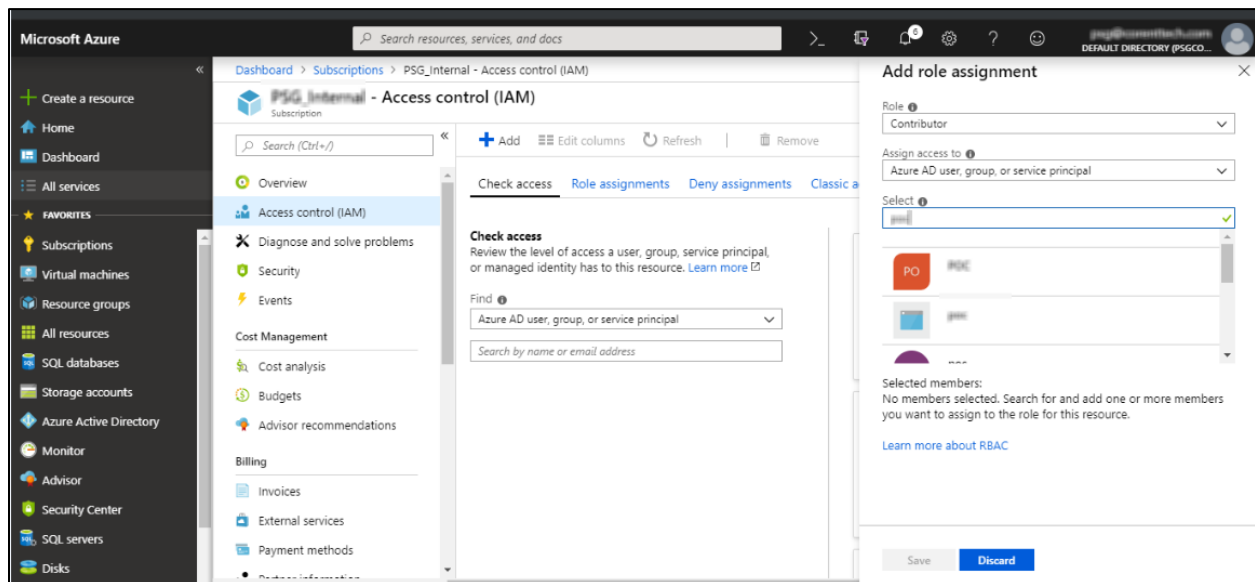 Microsoft Azure
Search resources, services, and docs
6
DEFAULT DIRECTORY (PSGCO...
Create a resource
Home
Dashboard
All services
FAVORITES
Subscriptions
Virtual machines
Resource groups
All resources
SQL databases
Storage accounts
Azure Active Directory
Monitor
Advisor
Security Center
SQL servers
Disks
Dashboard > Subscriptions > PSG_Internal - Access control (IAM)
- Access control (IAM)
Subscription
Search (Ctrl+/)
Overview
Access control (IAM)
Diagnose and solve problems
Security
Events
Cost Management
Cost analysis
Budgets
Advisor recommendations
Billing
Invoices
External services
Payment methods
Partner information
Add Edit columns Refresh Remove
Check access Role assignments Deny assignments Classic a
Check access
Review the level of access a user, group, service principal,
or managed identity has to this resource. Learn more
Find
Azure AD user, group, or service principal
Search by name or email address
Add role assignment
Role
Contributor
Assign access to
Azure AD user, group, or service principal
Select
PO
Selected members:
No members selected. Search for and add one or more members
you want to assign to the role for this resource.
Learn more about RBAC
Save Discard